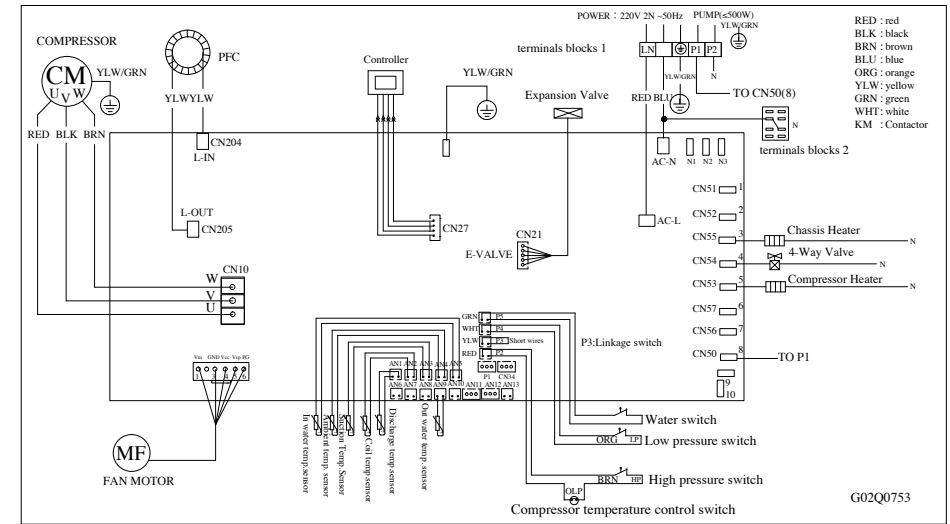 POWER : 220V 2N ~50Hz
PUMP(≤500W)
YLW/GRN
terminals blocks 1
LN
P1
P2
N
YLW/GRN
RED BLU
TO CN50(8)
RED : red
BLK : black
BRN : brown
BLU : blue
ORG : orange
YLW : yellow
GRN : green
WHT : white
KM : Contactor
COMPRESSOR
CM
U V W
YLW/GRN
RED BLK BRN
PFC
YLWYLW
CN204
L-IN
L-OUT
CN205
Controller
CN27
YLW/GRN
Expansion Valve
CN21
E-VALVE
N
terminals blocks 2
AC-N
N1 N2 N3
AC-L
CN51 1
CN52 2
CN55 3
Chassis Heater
N
CN54 4
4-Way Valve
N
CN53 5
Compressor Heater
N
CN57 6
CN56 7
CN50 8
TO P1
9
10
CN10
W
V
U
GRN P5
WHT P4
YLW P3 Short wires
RED P2
P3:Linkage switch
P1 CN34
AN1 AN2 AN3 AN4 AN5
AN6 AN7 AN8 AN9 AN10 AN11 AN12 AN13
Vm GND Vcc Vsp PG
1 3 4 5 6
MF
FAN MOTOR
In water temp.sensor
Ambient temp. sensor
Suction Temp.Sensor
Coil temp.sensor
Discharge temp.sensor
Out water temp. sensor
Water switch
ORG LP Low pressure switch
BRN HP High pressure switch
OLP
Compressor temperature control switch
G02Q0753